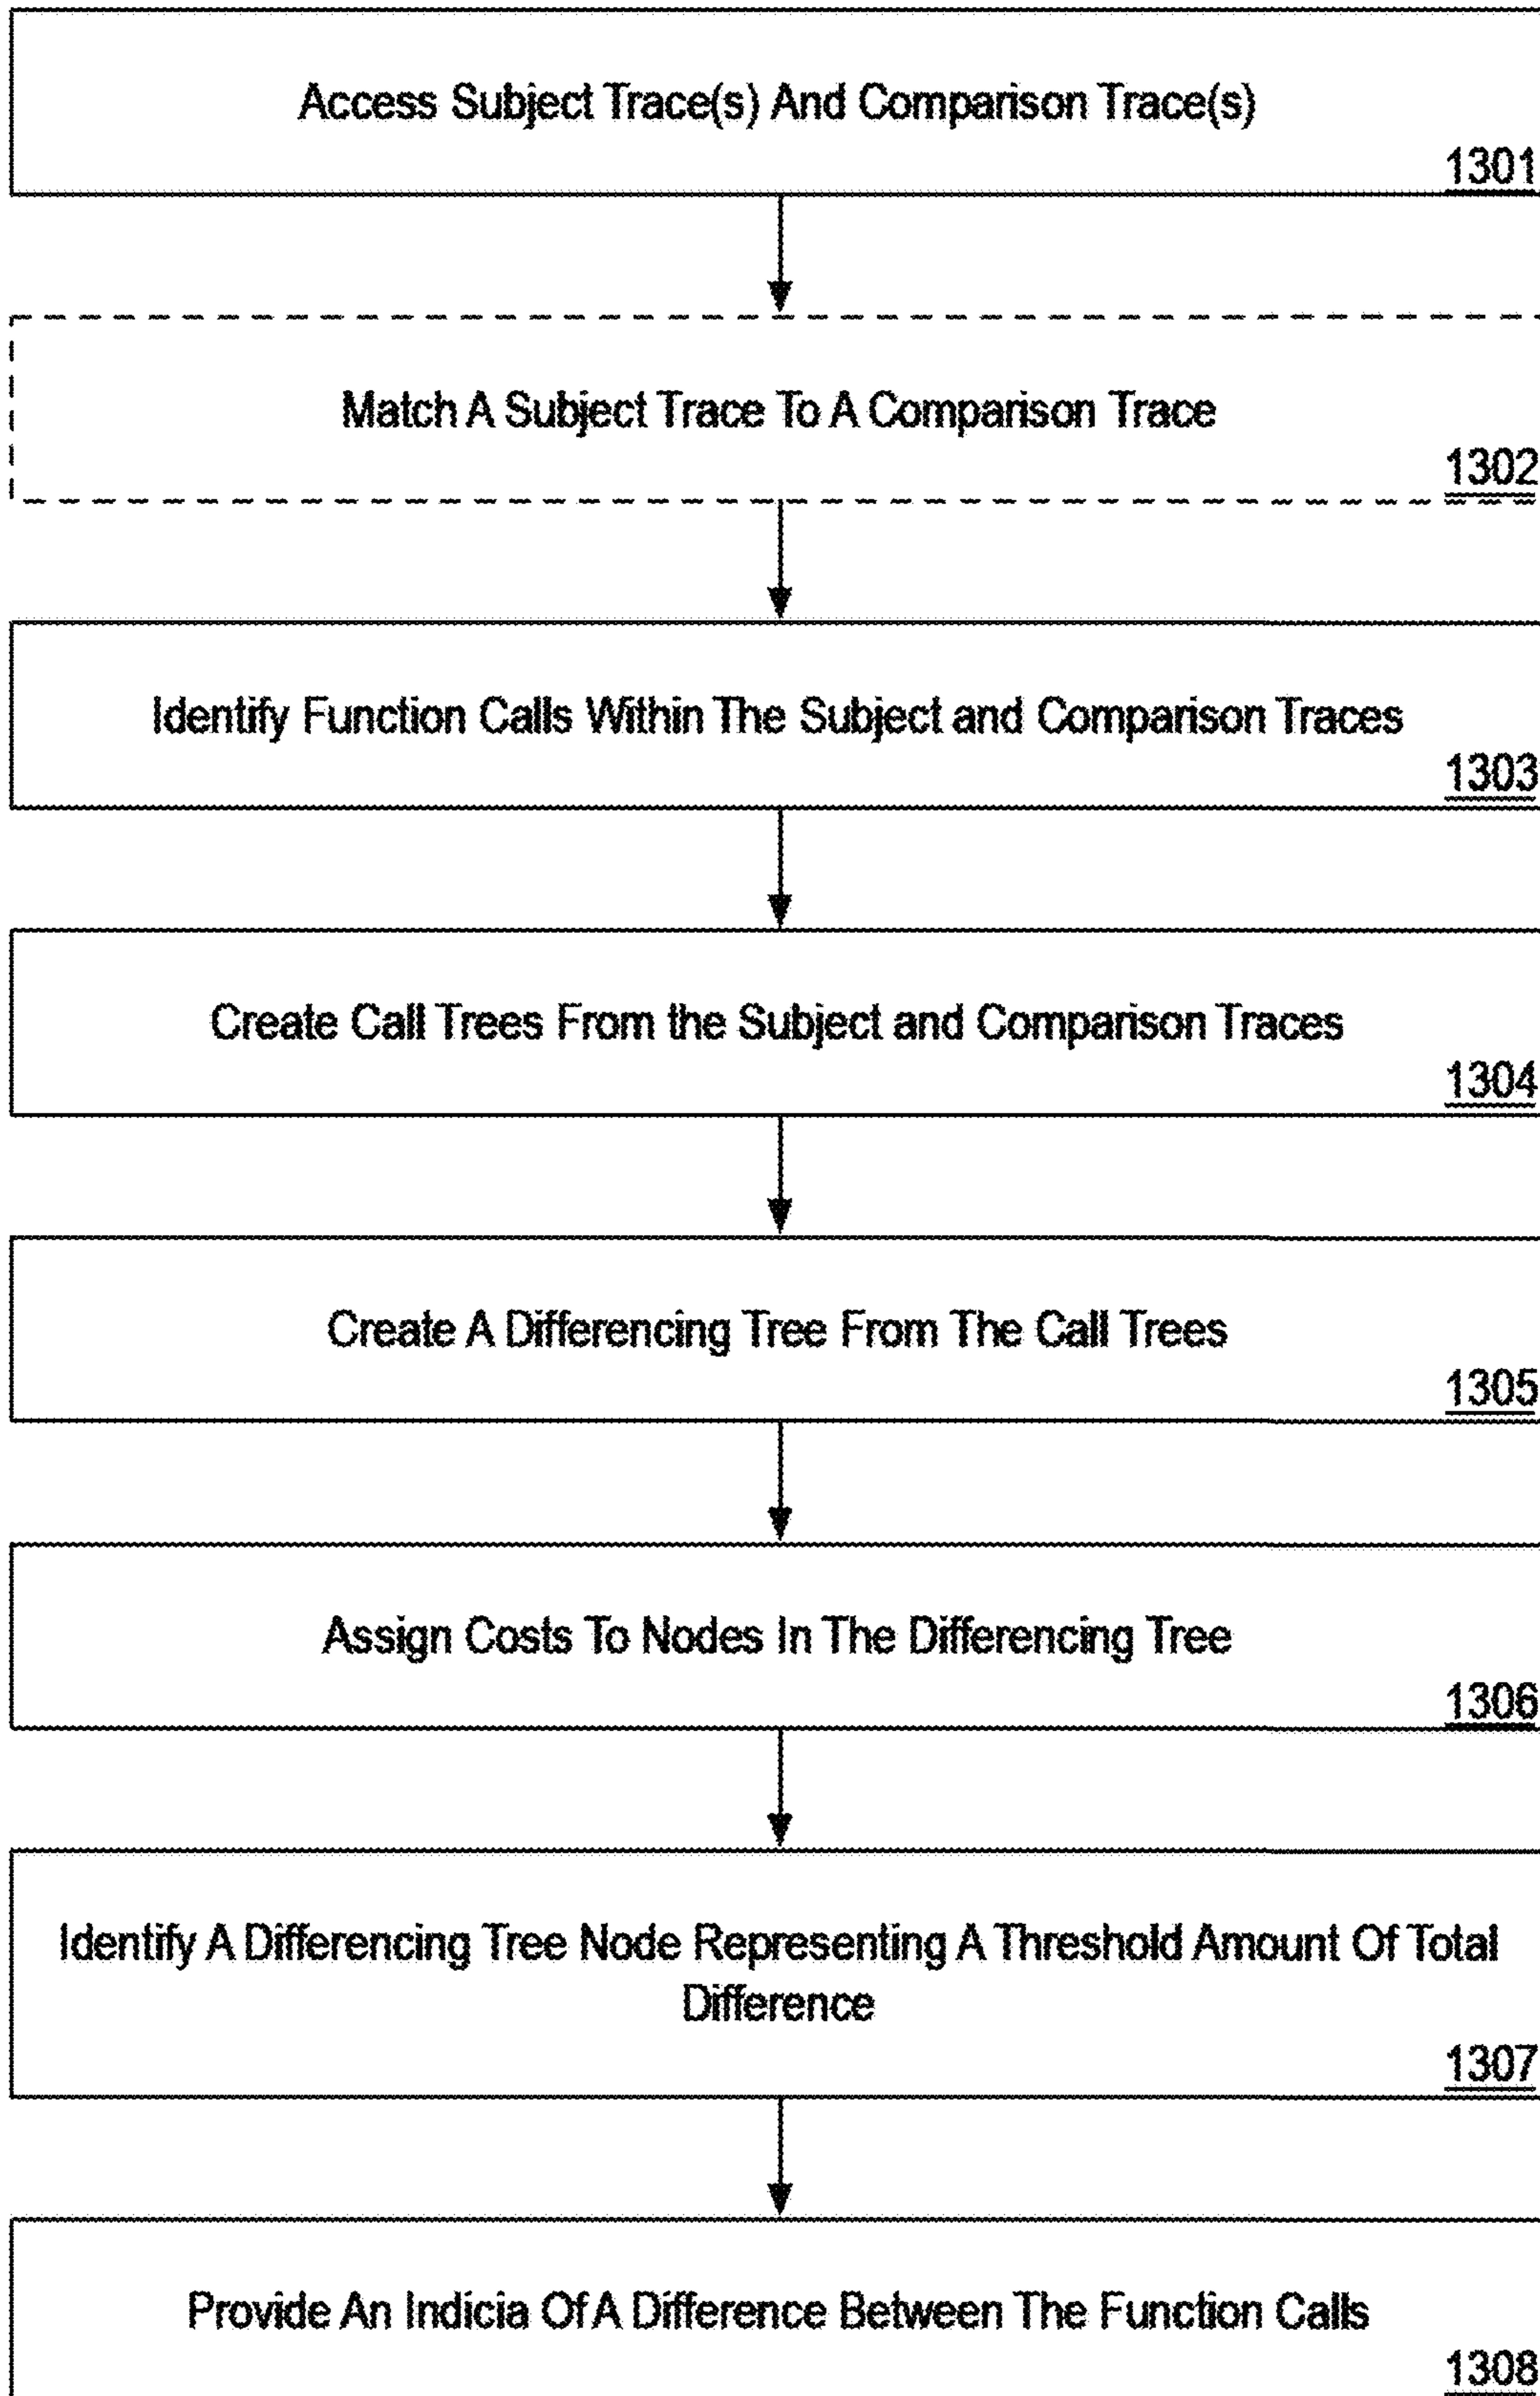 Access Subject Trace(s) And Comparison Trace(s)
1301
Match A Subject Trace To A Comparison Trace
1302
Identify Function Calls Within The Subject and Comparison Traces
1303
Create Call Trees From the Subject and Comparison Traces
1304
Create A Differencing Tree From The Call Trees
1305
Assign Costs To Nodes In The Differencing Tree
1306
Identify A Differencing Tree Node Representing A Threshold Amount Of Total
Difference
1307
Provide An Indicia Of A Difference Between The Function Calls
1308